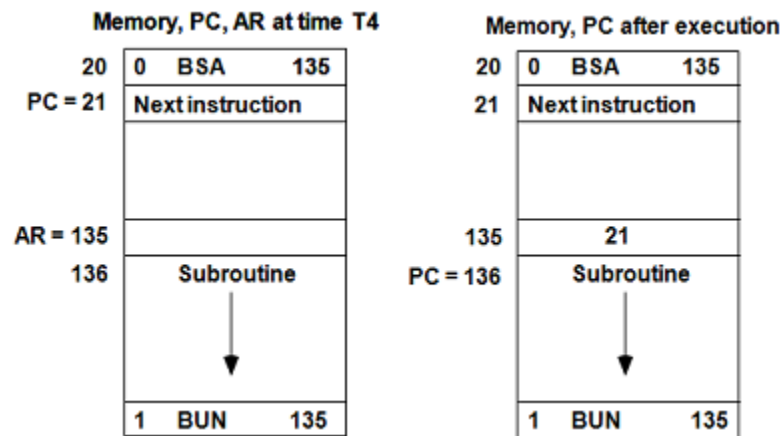 Memory, PC, AR at time T4
20 0 BSA 135
PC = 21 Next instruction
AR = 135
136 Subroutine
1 BUN 135
Memory, PC after execution
20 0 BSA 135
21 Next instruction
135 21
PC = 136 Subroutine
1 BUN 135